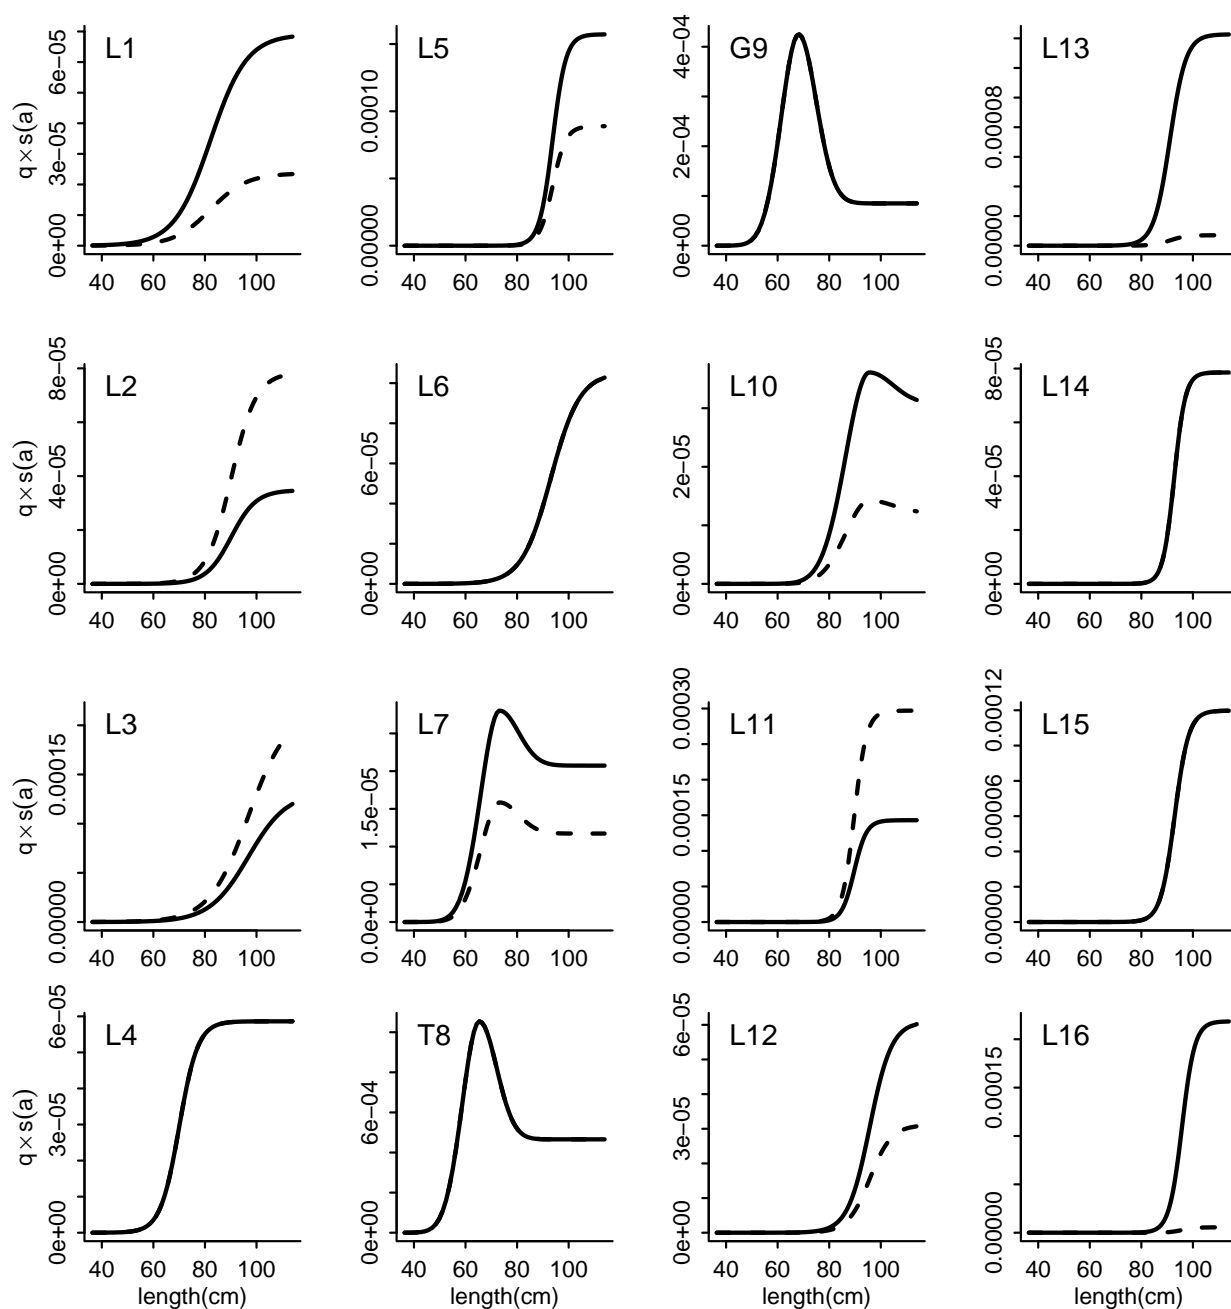 L1
q×s(a)
0e+00 3e−05 6e−05
40 60 80 100
L5
0.00000 0.00010
40 60 80 100
G9
0e+00 2e−04 4e−04
40 60 80 100
L13
0.00000 0.00008
40 60 80 100
L2
q×s(a)
0e+00 4e−05 8e−05
40 60 80 100
L6
0e+00 6e−05
40 60 80 100
L10
0e+00 2e−05
40 60 80 100
L14
0e+00 4e−05 8e−05
40 60 80 100
L3
q×s(a)
0.00000 0.00015
40 60 80 100
L7
0.0e+00 1.5e−05
40 60 80 100
L11
0.00000 0.00015 0.00030
40 60 80 100
L15
0.00000 0.00006 0.00012
40 60 80 100
L4
q×s(a)
0e+00 3e−05 6e−05
40 60 80 100
length(cm)
T8
0e+00 6e−04
40 60 80 100
length(cm)
L12
0e+00 3e−05 6e−05
40 60 80 100
length(cm)
L16
0.00000 0.00015
40 60 80 100
length(cm)